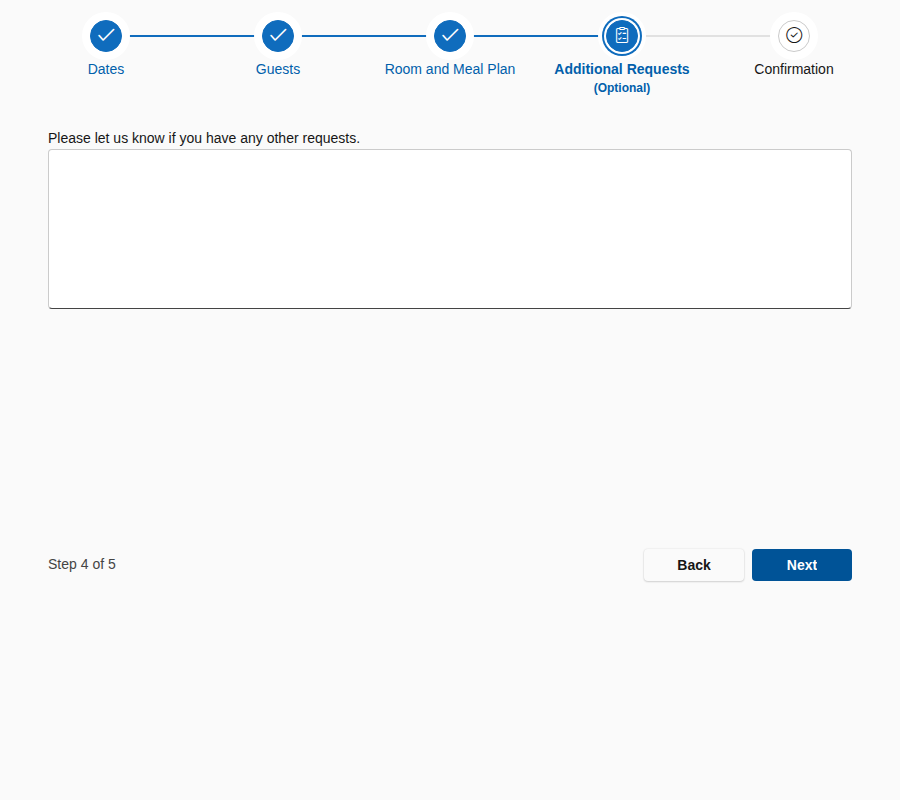 Dates
Guests
Room and Meal Plan
Additional Requests
(Optional)
Confirmation
Please let us know if you have any other requests.
Step 4 of 5
Back
Next